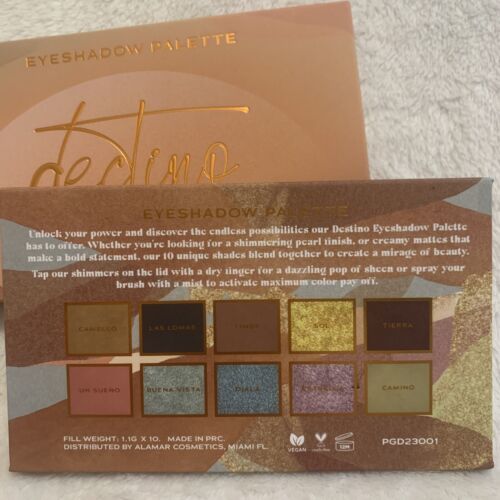 EYESHADOW PALETTE
destino
EYESHADOW PALETTE
Unlock your power and discover the endless possibilities our Destino Eyeshadow Palette
has to offer. Whether you're looking for a shimmering pearl finish, or creamy mattes that
make a bold statement, our 10 unique shades blend together to create a mirage of beauty.
Tap our shimmers on the lid with a dry finger for a dazzling pop of sheen or spray your
brush with a mist to activate maximum color pay off.
CAMELLO LAS LOMAS SOL TIERRA
UN SUEÑO BUENA VISTA PLAYA ESTRELLA CAMINO
FILL WEIGHT: 1.1G X 10. MADE IN PRC.
DISTRIBUTED BY ALAMAR COSMETICS, MIAMI FL.
VEGAN 12M PGD23001